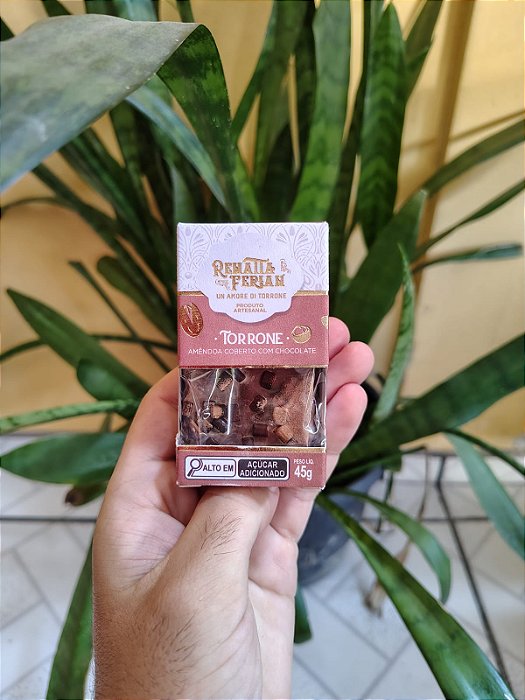 RENATTA
FERIAN
UN AMORE DI TORRONE
PRODUTO
ARTESANAL
TORRONE
AMÊNDOA COBERTO COM CHOCOLATE
ALTO EM
AÇÚCAR
ADICIONADO
PESO LÍQ.
45g